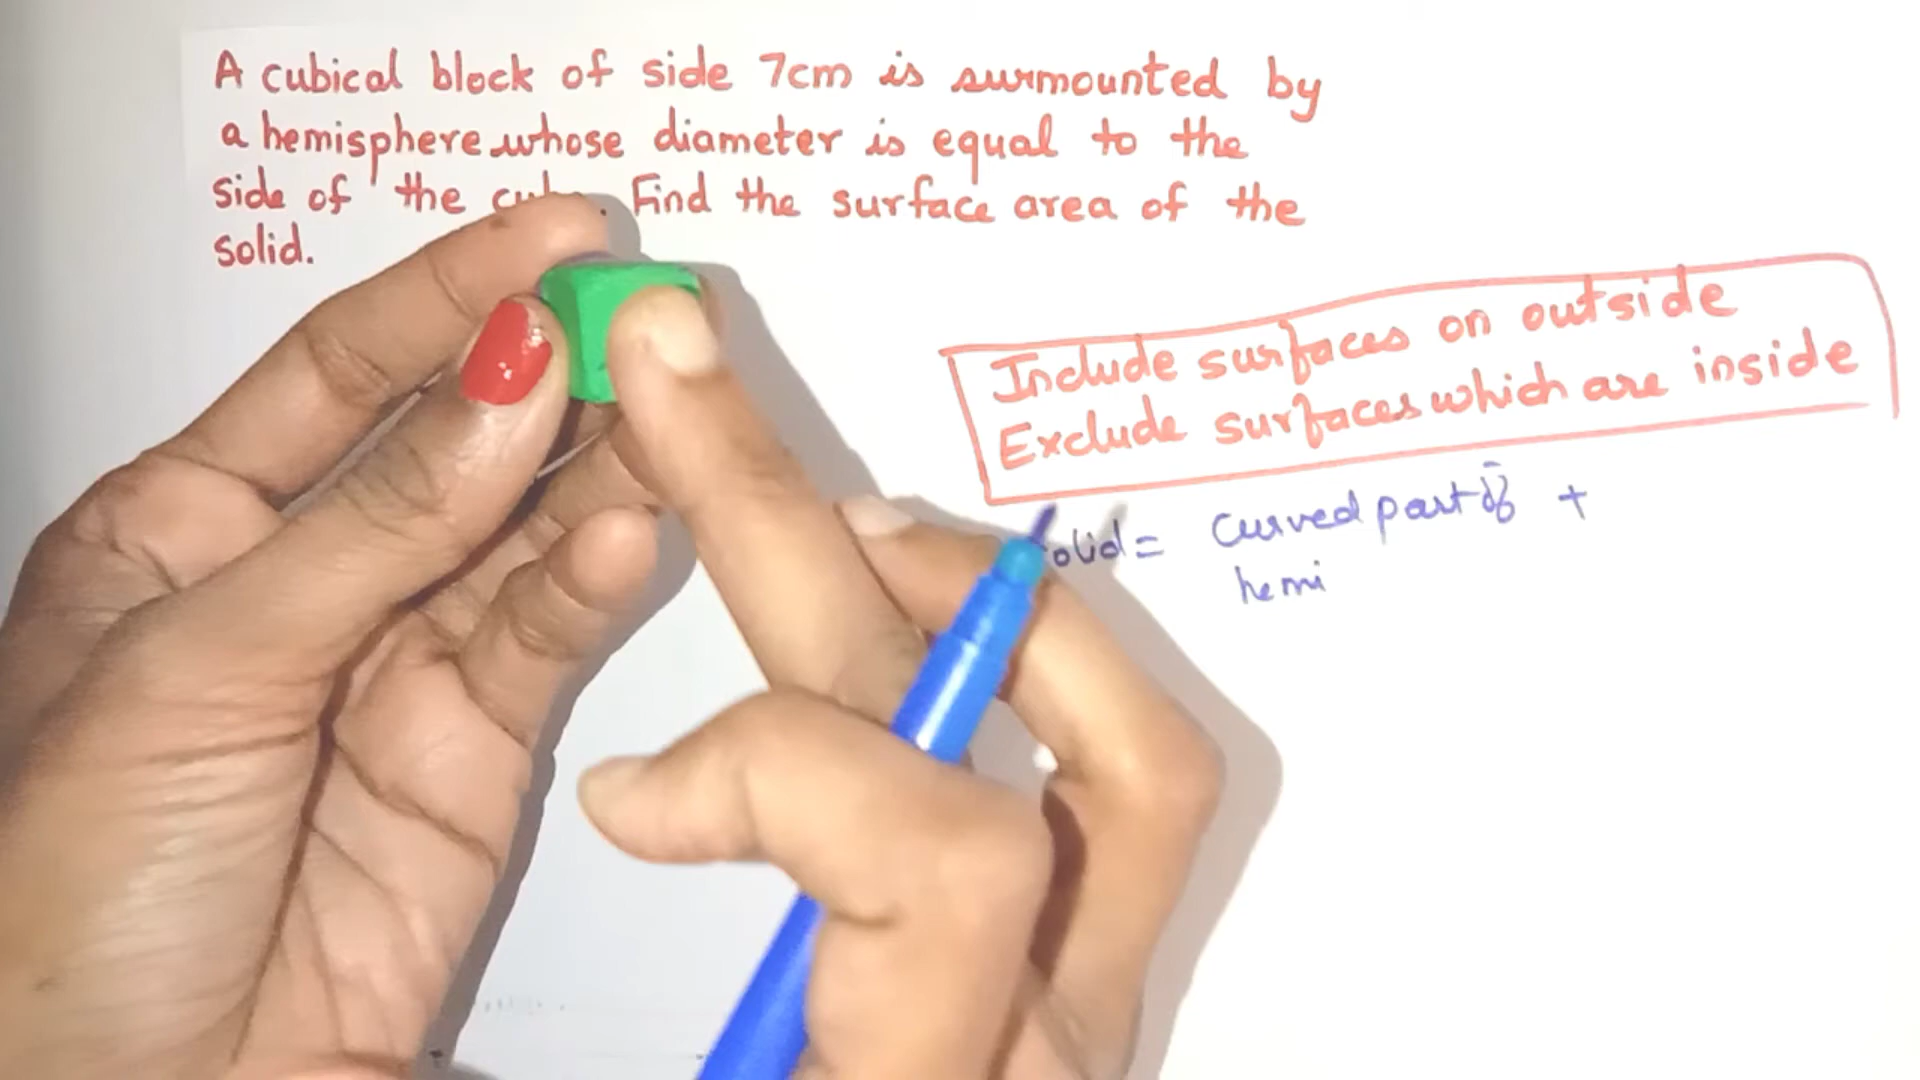 A cubical block of side 7cm is surmounted by
a hemisphere whose diameter is equal to the
side of the Find the surface area of the
solid.
Include surfaces on outside
Exclude surfaces which are inside
olid = Curved part of +
hemi